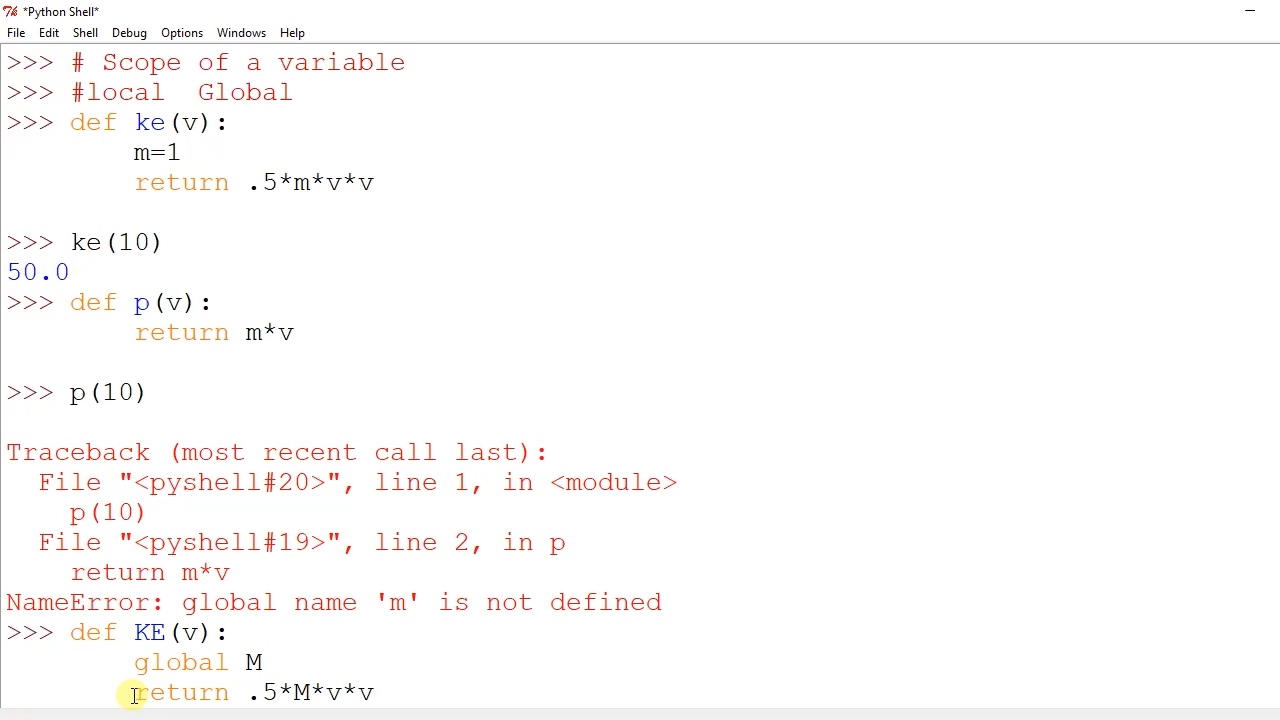 *Python Shell*
File Edit Shell Debug Options Windows Help
>>> # Scope of a variable
>>> #local  Global
>>> def ke(v):
        m=1
        return .5*m*v*v
>>> ke(10)
50.0
>>> def p(v):
        return m*v
>>> p(10)
Traceback (most recent call last):
  File "<pyshell#20>", line 1, in <module>
    p(10)
  File "<pyshell#19>", line 2, in p
    return m*v
NameError: global name 'm' is not defined
>>> def KE(v):
        global M
        return .5*M*v*v